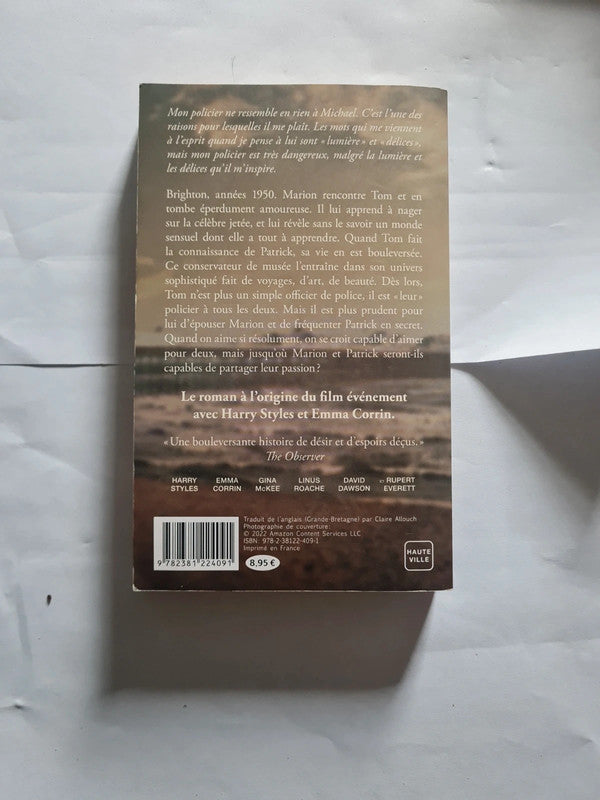 Mon policier ne ressemble en rien à Michael. C'est l'une des
raisons pour lesquelles il me plaît. Les mots qui me viennent
à l'esprit quand je pense à lui sont « lumière » et « délices »,
mais mon policier est très dangereux, malgré la lumière et
les délices qu'il m'inspire.
Brighton, années 1950. Marion rencontre Tom et en
tombe éperdument amoureuse. Il lui apprend à nager
sur la célèbre jetée, et lui révèle sans le savoir un monde
sensuel dont elle a tout à apprendre. Quand Tom fait
la connaissance de Patrick, sa vie en est bouleversée.
Ce conservateur de musée l'entraîne dans son univers
sophistiqué fait de voyages, d'art, de beauté. Dès lors,
Tom n'est plus un simple officier de police, il est « leur »
policier à tous les deux. Mais il est plus prudent pour
lui d'épouser Marion et de fréquenter Patrick en secret.
Quand on aime si résolument, on se croit capable d'aimer
pour deux, mais jusqu'où Marion et Patrick seront-ils
capables de partager leur passion ?
Le roman à l'origine du film événement
avec Harry Styles et Emma Corrin.
« Une bouleversante histoire de désir et d'espoirs déçus. »
The Observer
HARRY STYLES EMMA CORRIN GINA McKEE LINUS ROACHE DAVID DAWSON ET RUPERT EVERETT
Traduit de l'anglais (Grande-Bretagne) par Claire Allouch
Photographie de couverture :
© 2022 Amazon Content Services LLC
ISBN: 978-2-38122-409-1
Imprimé en France
9 782381 224091
8,95 €
HAUTE
VILLE